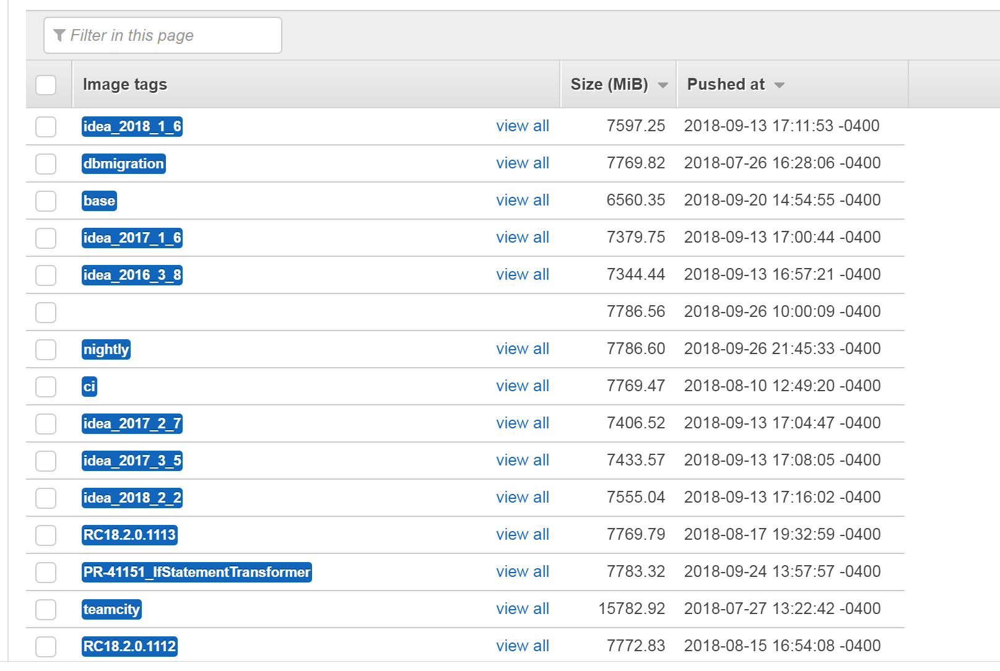 Filter in this page
Image tags Size (MiB) Pushed at
idea_2018_1_6 view all 7597.25 2018-09-13 17:11:53 -0400
dbmigration view all 7769.82 2018-07-26 16:28:06 -0400
base view all 6560.35 2018-09-20 14:54:55 -0400
idea_2017_1_6 view all 7379.75 2018-09-13 17:00:44 -0400
idea_2016_3_8 view all 7344.44 2018-09-13 16:57:21 -0400
7786.56 2018-09-26 10:00:09 -0400
nightly view all 7786.60 2018-09-26 21:45:33 -0400
ci view all 7769.47 2018-08-10 12:49:20 -0400
idea_2017_2_7 view all 7406.52 2018-09-13 17:04:47 -0400
idea_2017_3_5 view all 7433.57 2018-09-13 17:08:05 -0400
idea_2018_2_2 view all 7555.04 2018-09-13 17:16:02 -0400
RC18.2.0.1113 view all 7769.79 2018-08-17 19:32:59 -0400
PR-41151_IfStatementTransformer view all 7783.32 2018-09-24 13:57:57 -0400
teamcity view all 15782.92 2018-07-27 13:22:42 -0400
RC18.2.0.1112 view all 7772.83 2018-08-15 16:54:08 -0400